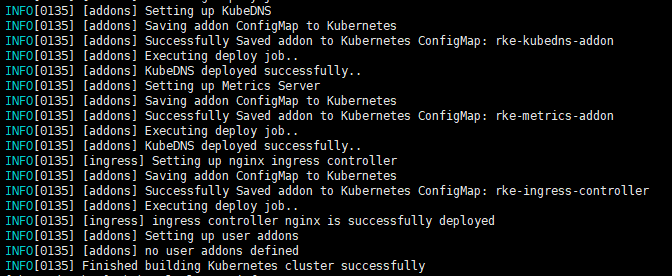 INFO[0135] [addons] Setting up KubeDNS
INFO[0135] [addons] Saving addon ConfigMap to Kubernetes
INFO[0135] [addons] Successfully Saved addon to Kubernetes ConfigMap: rke-kubedns-addon
INFO[0135] [addons] Executing deploy job..
INFO[0135] [addons] KubeDNS deployed successfully..
INFO[0135] [addons] Setting up Metrics Server
INFO[0135] [addons] Saving addon ConfigMap to Kubernetes
INFO[0135] [addons] Successfully Saved addon to Kubernetes ConfigMap: rke-metrics-addon
INFO[0135] [addons] Executing deploy job..
INFO[0135] [addons] KubeDNS deployed successfully..
INFO[0135] [ingress] Setting up nginx ingress controller
INFO[0135] [addons] Saving addon ConfigMap to Kubernetes
INFO[0135] [addons] Successfully Saved addon to Kubernetes ConfigMap: rke-ingress-controller
INFO[0135] [addons] Executing deploy job..
INFO[0135] [ingress] ingress controller nginx is successfully deployed
INFO[0135] [addons] Setting up user addons
INFO[0135] [addons] no user addons defined
INFO[0135] Finished building Kubernetes cluster successfully